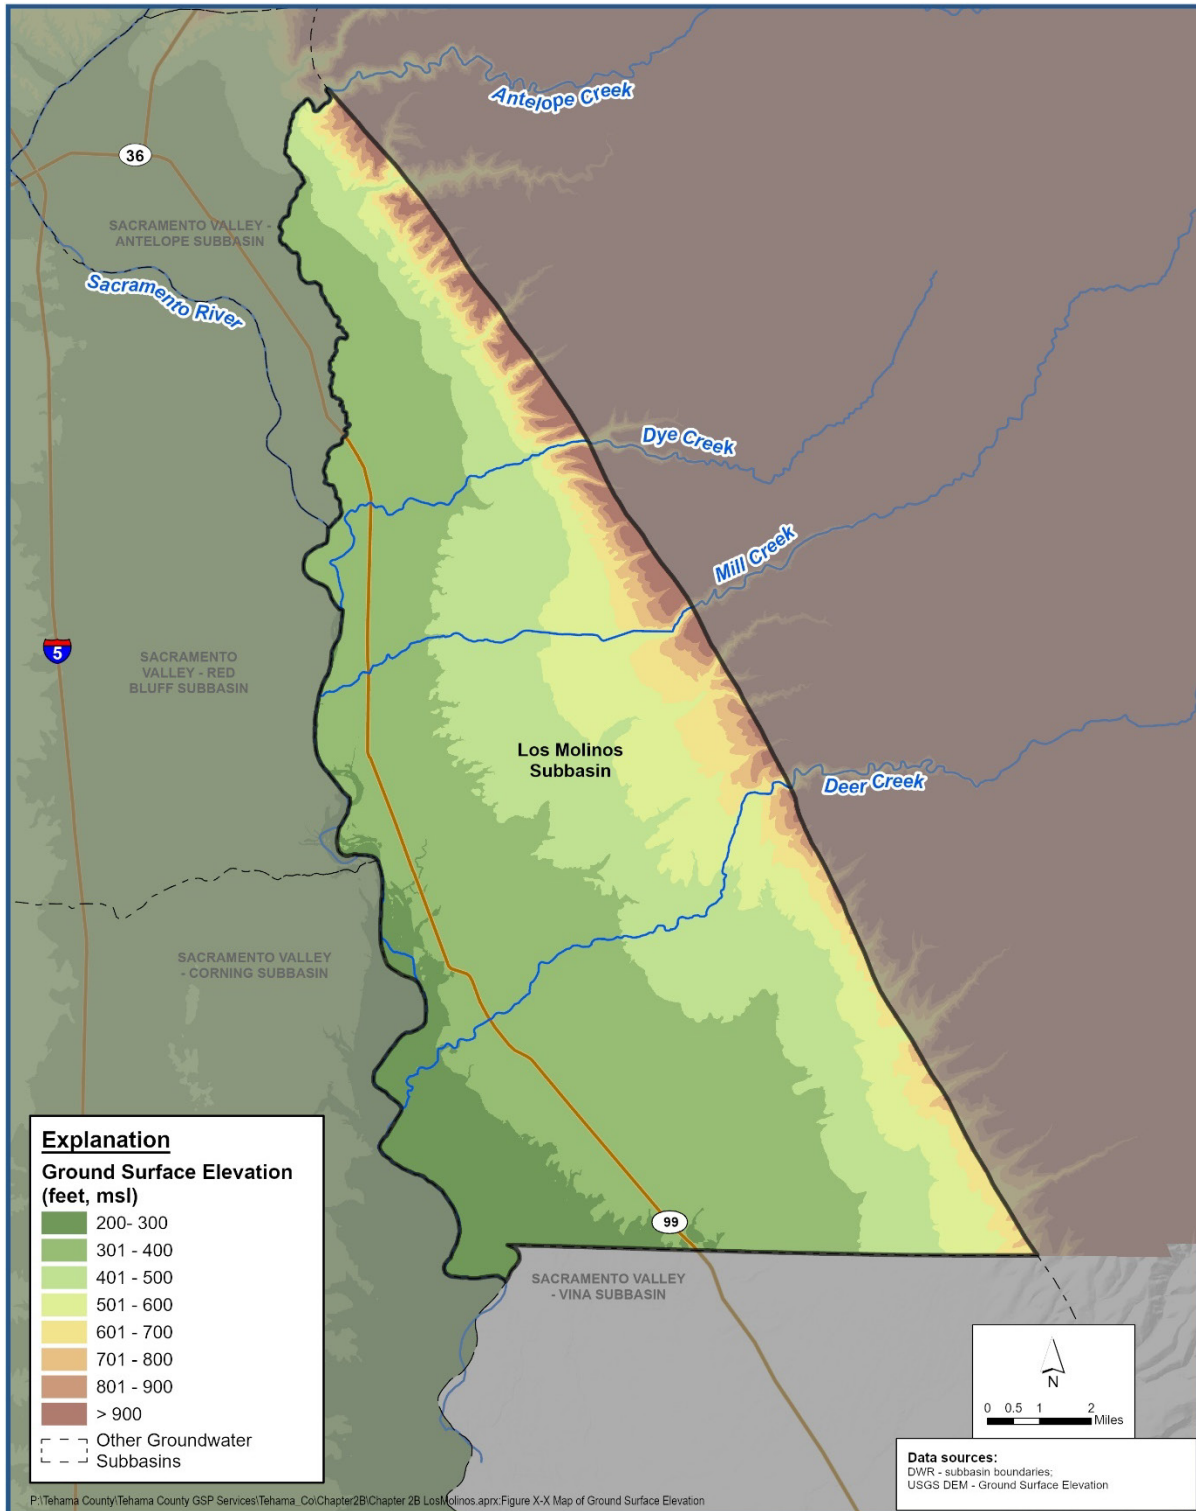 Antelope Creek
36
SACRAMENTO VALLEY -
ANTELOPE SUBBASIN
Sacramento River
Dye Creek
Mill Creek
5
SACRAMENTO
VALLEY - RED
BLUFF SUBBASIN
Los Molinos
Subbasin
Deer Creek
SACRAMENTO VALLEY
- CORNING SUBBASIN
99
SACRAMENTO VALLEY
- VINA SUBBASIN
Explanation
Ground Surface Elevation
(feet, msl)
200- 300
301 - 400
401 - 500
501 - 600
601 - 700
701 - 800
801 - 900
> 900
Other Groundwater
Subbasins
N
0 0.5 1 2
Miles
Data sources:
DWR - subbasin boundaries;
USGS DEM - Ground Surface Elevation
P:\Tehama County\Tehama County GSP Services\Tehama_Co\Chapter2B\Chapter 2B LosMolinos.aprx:Figure X-X Map of Ground Surface Elevation